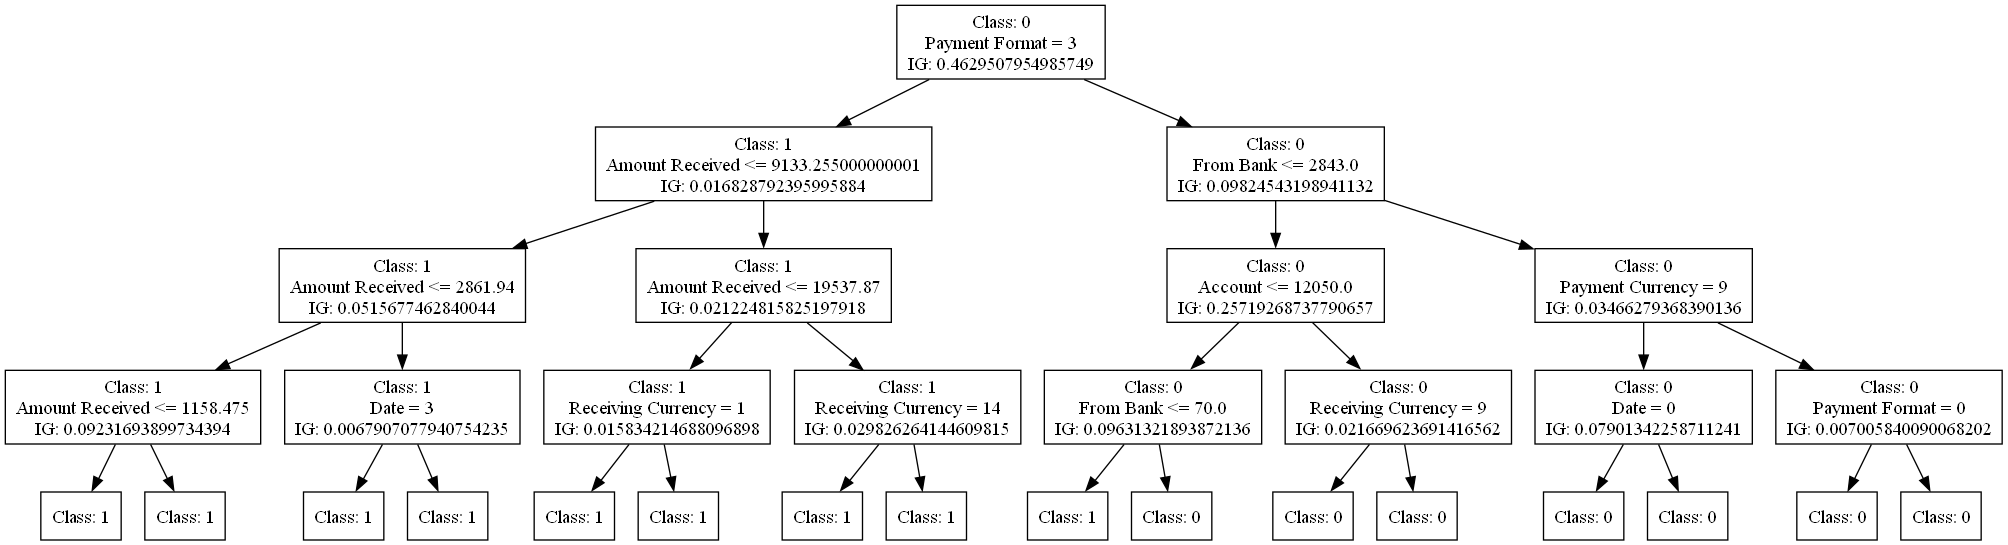 Class: 0
Payment Format = 3
IG: 0.4629507954985749
Class: 1
Amount Received <= 9133.255000000001
IG: 0.016828792395995884
Class: 0
From Bank <= 2843.0
IG: 0.09824543198941132
Class: 1
Amount Received <= 2861.94
IG: 0.0515677462840044
Class: 1
Amount Received <= 19537.87
IG: 0.021224815825197918
Class: 0
Account <= 12050.0
IG: 0.25719268737790657
Class: 0
Payment Currency = 9
IG: 0.03466279368390136
Class: 1
Amount Received <= 1158.475
IG: 0.09231693899734394
Class: 1
Date = 3
IG: 0.0067907077940754235
Class: 1
Receiving Currency = 1
IG: 0.015834214688096898
Class: 1
Receiving Currency = 14
IG: 0.029826264144609815
Class: 0
From Bank <= 70.0
IG: 0.09631321893872136
Class: 0
Receiving Currency = 9
IG: 0.021669623691416562
Class: 0
Date = 0
IG: 0.07901342258711241
Class: 0
Payment Format = 0
IG: 0.007005840090068202
Class: 1
Class: 1
Class: 1
Class: 1
Class: 1
Class: 1
Class: 1
Class: 1
Class: 1
Class: 0
Class: 0
Class: 0
Class: 0
Class: 0
Class: 0
Class: 0